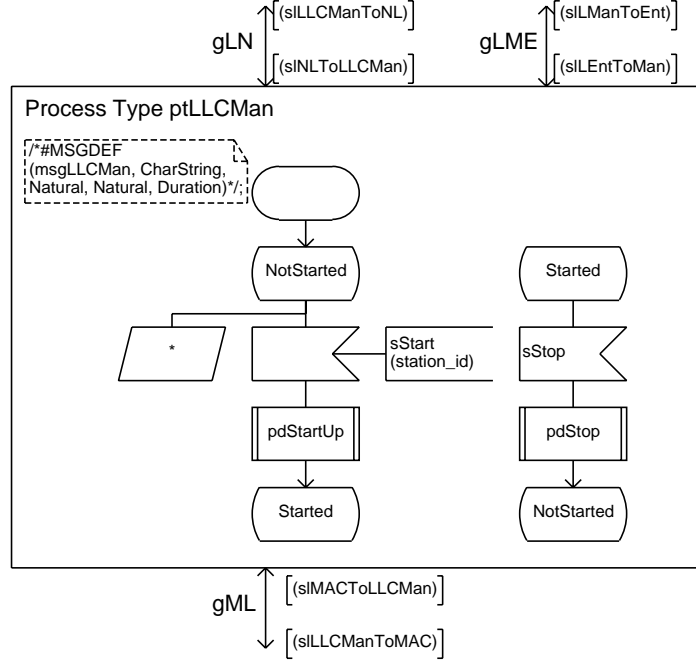 [(slLLCManToNL)]
[(slLManToEnt)]
gLN
gLME
[(slNLToLLCMan)]
[(slLEntToMan)]
Process Type ptLLCMan
/*#MSGDEF
(msgLLCMan, CharString,
Natural, Natural, Duration)*/;
NotStarted
Started
*
sStart
(station_id)
sStop
pdStartUp
pdStop
Started
NotStarted
[(slMACToLLCMan)]
gML
[(slLLCManToMAC)]